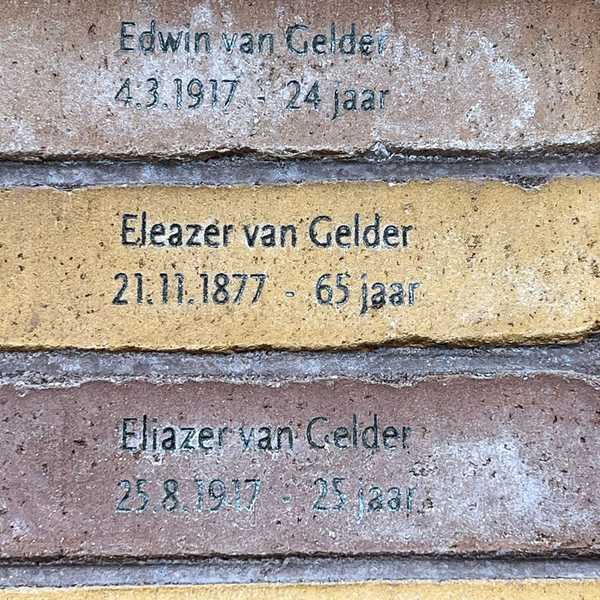 Edwin van Gelder
4.3.1917 - 24 jaar
Eleazer van Gelder
21.11.1877 - 65 jaar
Eliazer van Gelder
25.8.1917 - 25 jaar